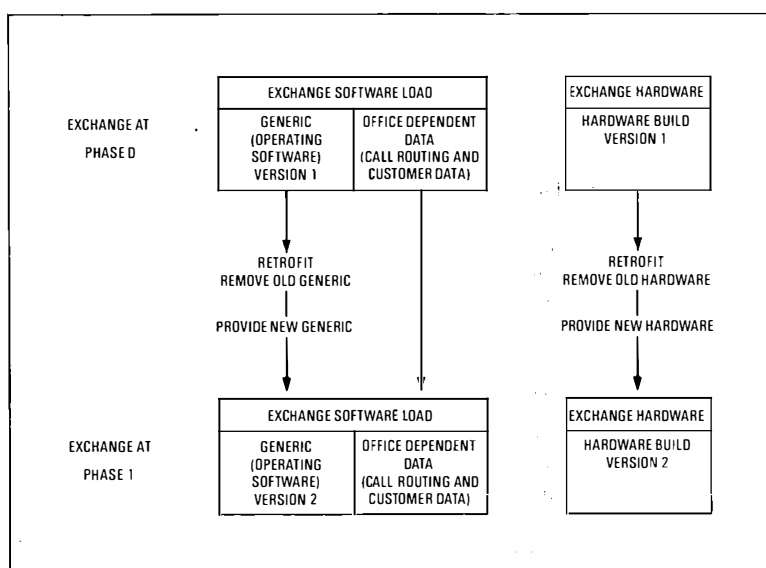 EXCHANGE AT
PHASE D
EXCHANGE SOFTWARE LOAD
GENERIC
(OPERATING
SOFTWARE)
VERSION 1
OFFICE DEPENDENT
DATA
(CALL ROUTING AND
CUSTOMER DATA)
EXCHANGE HARDWARE
HARDWARE BUILD
VERSION 1
RETROFIT
REMOVE OLD GENERIC
PROVIDE NEW GENERIC
RETROFIT
REMOVE OLD HARDWARE
PROVIDE NEW HARDWARE
EXCHANGE AT
PHASE 1
EXCHANGE SOFTWARE LOAD
GENERIC
(OPERATING
SOFTWARE)
VERSION 2
OFFICE DEPENDENT
DATA
(CALL ROUTING AND
CUSTOMER DATA)
EXCHANGE HARDWARE
HARDWARE BUILD
VERSION 2